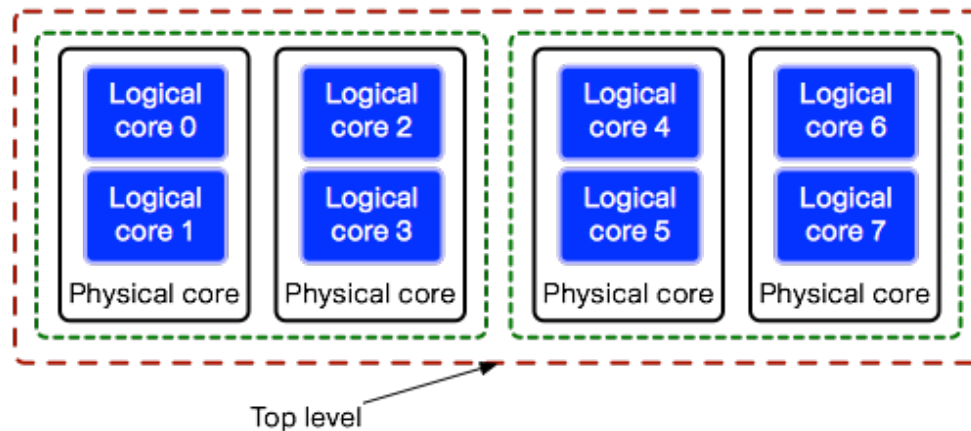 Logical
core 0
Logical
core 2
Logical
core 4
Logical
core 6
Logical
core 1
Logical
core 3
Logical
core 5
Logical
core 7
Physical core
Physical core
Physical core
Physical core
Top level